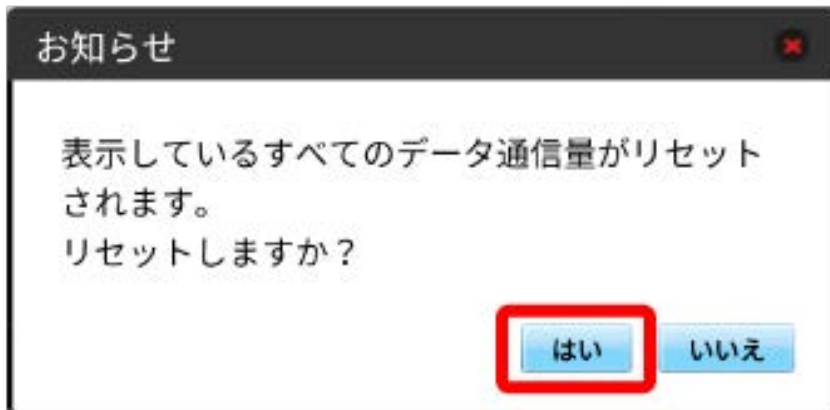 お知らせ
表示しているすべてのデータ通信量がリセット
されます。
リセットしますか？
はい
いいえ